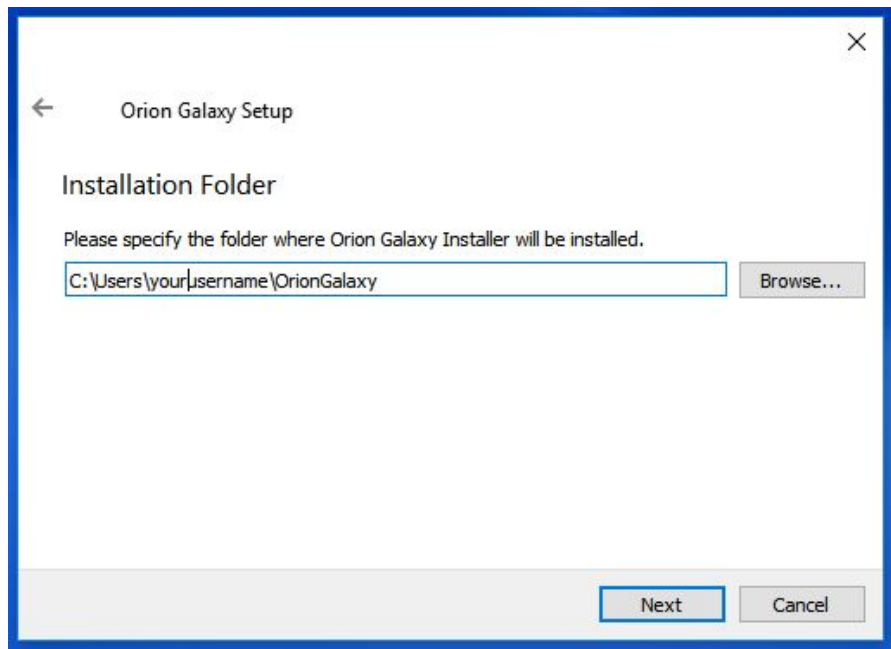 Orion Galaxy Setup
Installation Folder
Please specify the folder where Orion Galaxy Installer will be installed.
C:\Users\yourusername\OrionGalaxy
Browse...
Next
Cancel